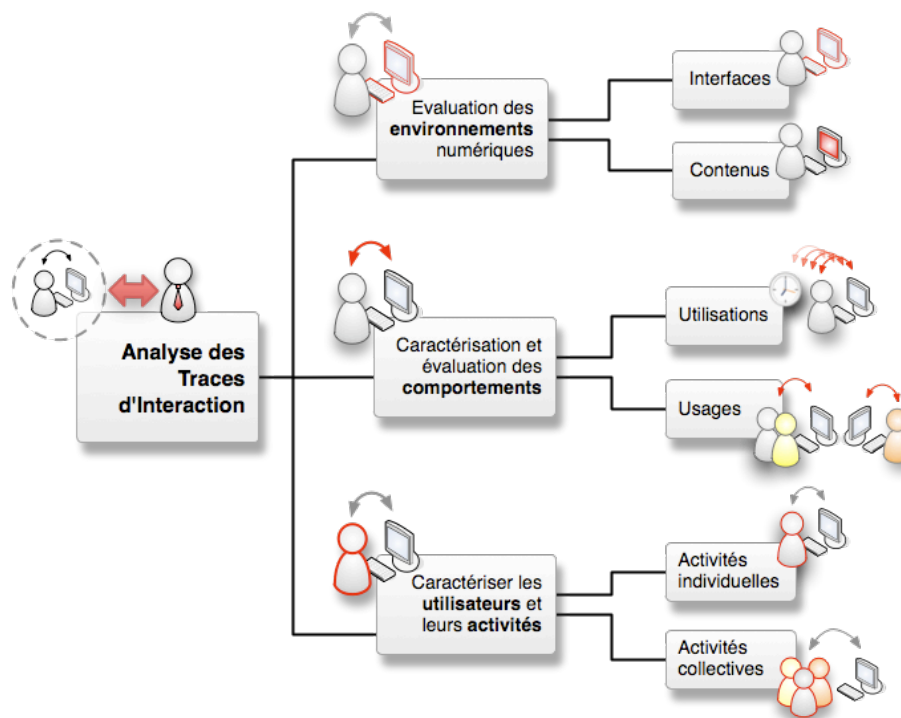 Evaluation des
environnements
numériques
Interfaces
Contenus
Analyse des
Traces
d'Interaction
Caractérisation et
évaluation des
comportements
Utilisations
Usages
Caractériser les
utilisateurs et
leurs activités
Activités
individuelles
Activités
collectives